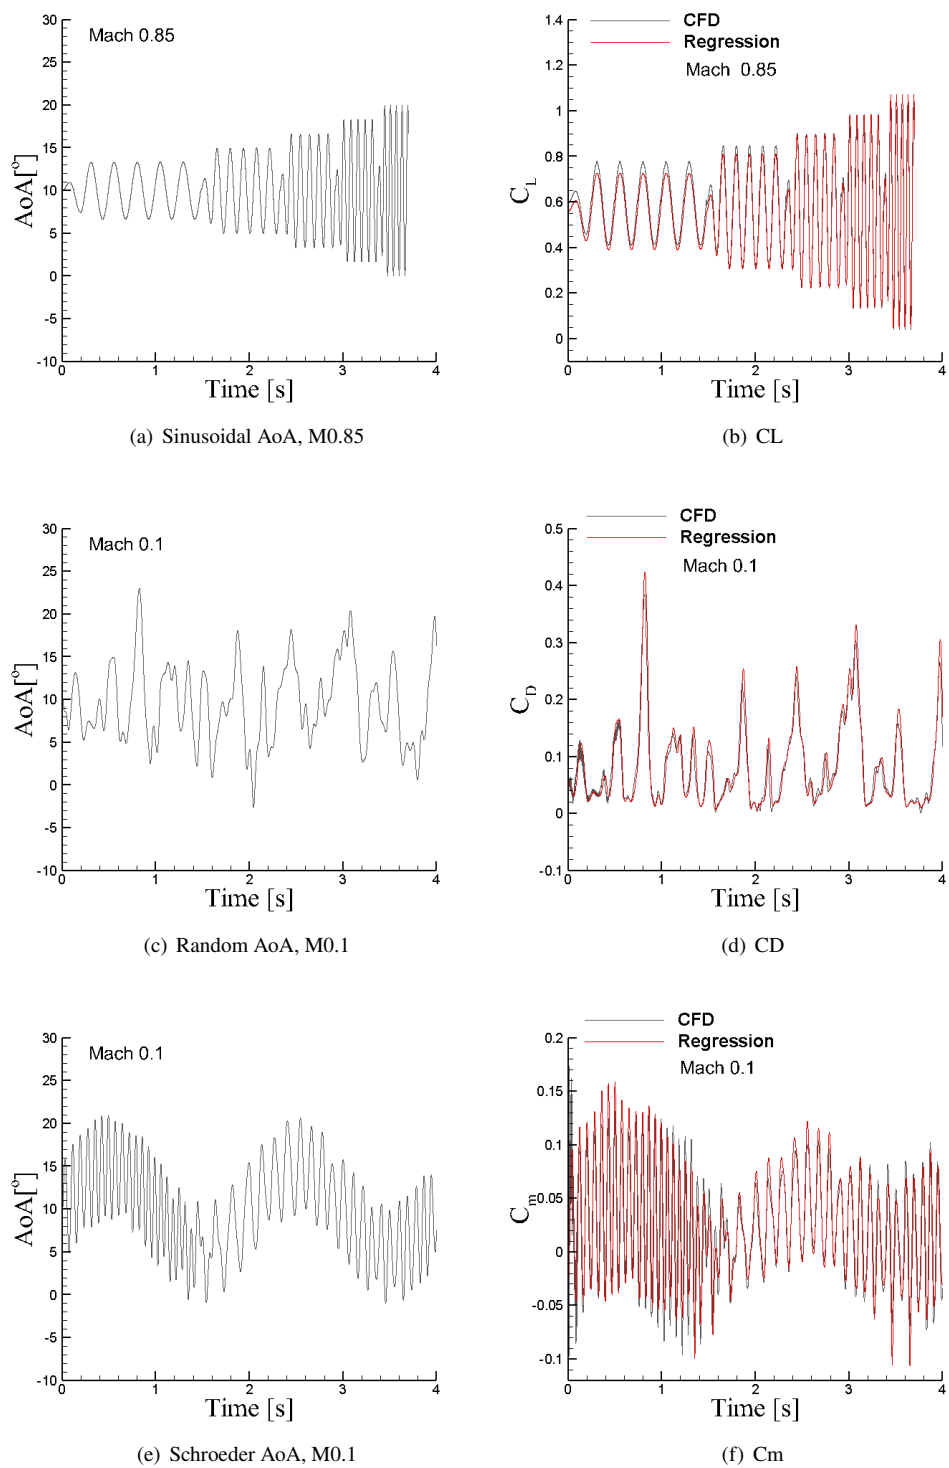 30
25
20
15
10
5
0
-5
-10
AoA[°]
Mach 0.85
0 1 2 3 4
Time [s]
(a) Sinusoidal AoA, M0.85
1.4
1.2
1
0.8
0.6
0.4
0.2
0
C_L
CFD
Regression
Mach 0.85
0 1 2 3 4
Time [s]
(b) CL
30
25
20
15
10
5
0
-5
-10
AoA[°]
Mach 0.1
0 1 2 3 4
Time [s]
(c) Random AoA, M0.1
0.5
0.4
0.3
0.2
0.1
0
-0.1
C_D
CFD
Regression
Mach 0.1
0 1 2 3 4
Time [s]
(d) CD
30
25
20
15
10
5
0
-5
-10
AoA[°]
Mach 0.1
0 1 2 3 4
Time [s]
(e) Schroeder AoA, M0.1
0.2
0.15
0.1
0.05
0
-0.05
-0.1
C_m
CFD
Regression
Mach 0.1
0 1 2 3 4
Time [s]
(f) Cm